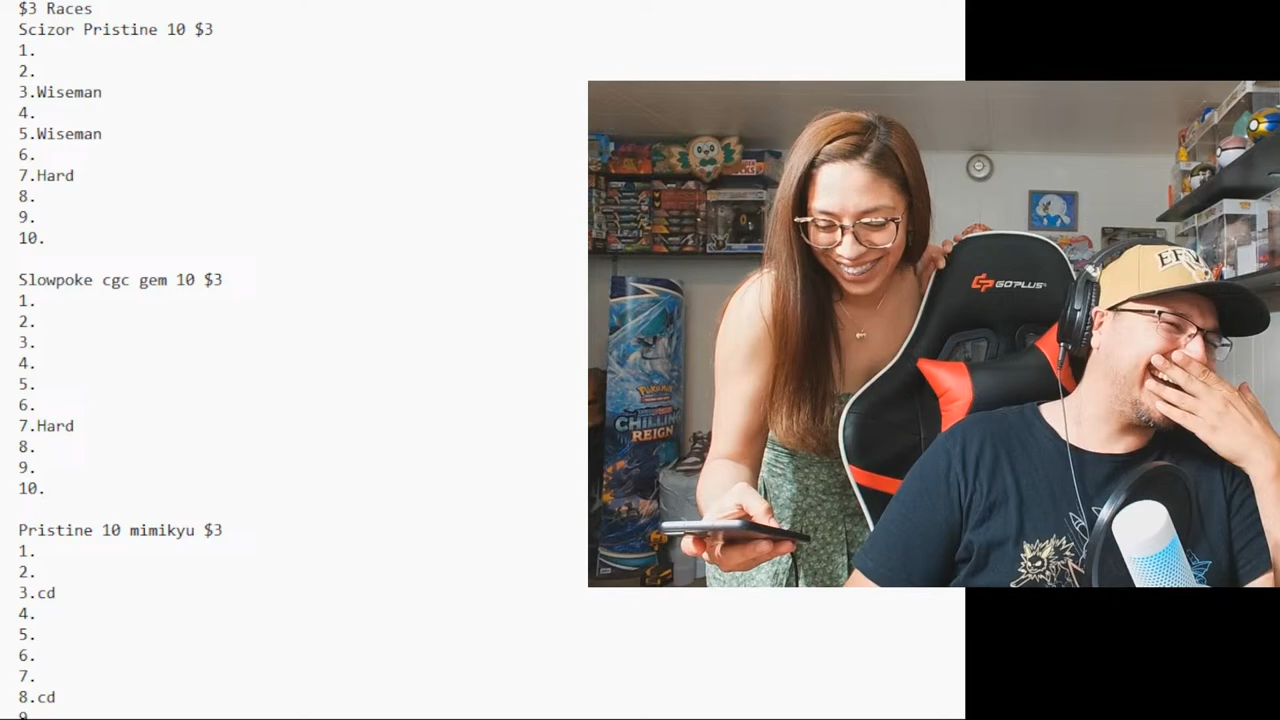 $3 Races
Scizor Pristine 10 $3
1.
2.
3.Wiseman
4.
5.Wiseman
6.
7.Hard
8.
9.
10.
Slowpoke cgc gem 10 $3
1.
2.
3.
4.
5.
6.
7.Hard
8.
9.
10.
Pristine 10 mimikyu $3
1.
2.
3.cd
4.
5.
6.
7.
8.cd
9.
GOPLUS
POKÉMON
CHILLING
REIGN